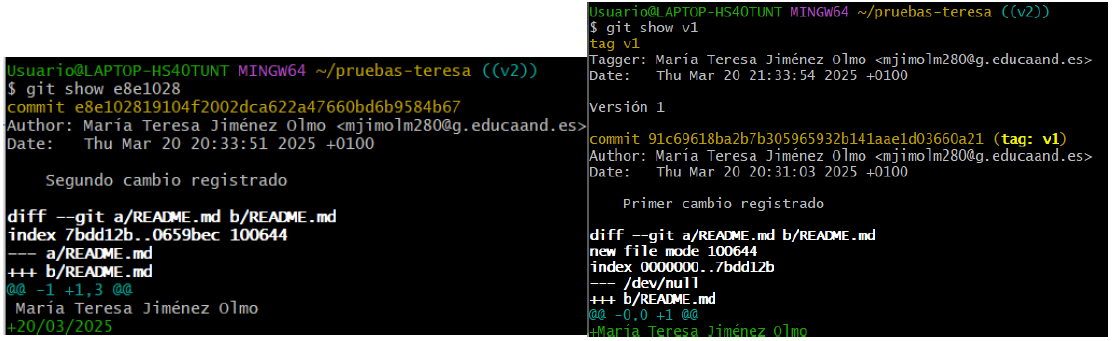 Usuario@LAPTOP-HS40TUNT MINGW64 ~/pruebas-teresa ((v2))
$ git show e8e1028
commit e8e102819104f2002dca622a47660bd6b9584b67
Author: María Teresa Jiménez Olmo <mjimolm280@g.educaand.es>
Date:   Thu Mar 20 20:33:51 2025 +0100
    Segundo cambio registrado
diff --git a/README.md b/README.md
index 7bdd12b..0659bec 100644
--- a/README.md
+++ b/README.md
@@ -1 +1,3 @@
 María Teresa Jiménez Olmo
+20/03/2025
Usuario@LAPTOP-HS40TUNT MINGW64 ~/pruebas-teresa ((v2))
$ git show v1
tag v1
Tagger: María Teresa Jiménez Olmo <mjimolm280@g.educaand.es>
Date:   Thu Mar 20 21:33:54 2025 +0100
Versión 1
commit 91c69618ba2b7b305965932b141aae1d03660a21 (tag: v1)
Author: María Teresa Jiménez Olmo <mjimolm280@g.educaand.es>
Date:   Thu Mar 20 20:31:03 2025 +0100
    Primer cambio registrado
diff --git a/README.md b/README.md
new file mode 100644
index 0000000..7bdd12b
--- /dev/null
+++ b/README.md
@@ -0,0 +1 @@
+María Teresa Jiménez Olmo